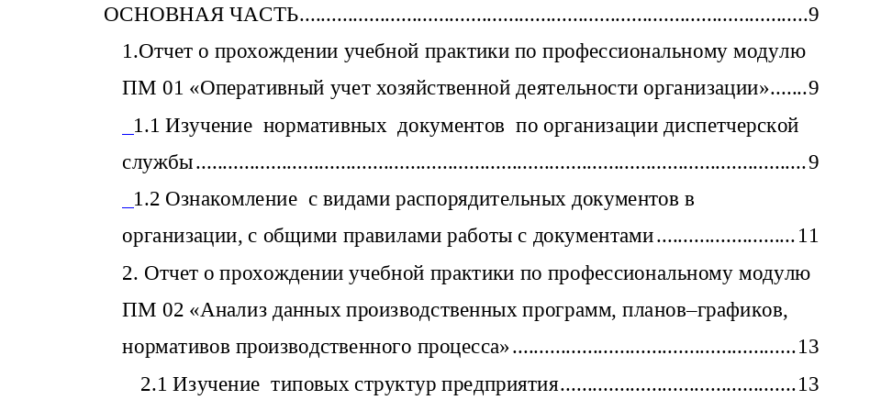 ОСНОВНАЯ ЧАСТЬ.................................................................................................9
1.Отчет о прохождении учебной практики по профессиональному модулю
ПМ 01 «Оперативный учет хозяйственной деятельности организации».......9
_1.1 Изучение  нормативных  документов  по организации диспетчерской
службы.....................................................................................................................9
_1.2 Ознакомление  с видами распорядительных документов в
организации, с общими правилами работы с документами..........................11
2. Отчет о прохождении учебной практики по профессиональному модулю
ПМ 02 «Анализ данных производственных программ, планов–графиков,
нормативов производственного процесса»......................................................13
2.1 Изучение  типовых структур предприятия.............................................13